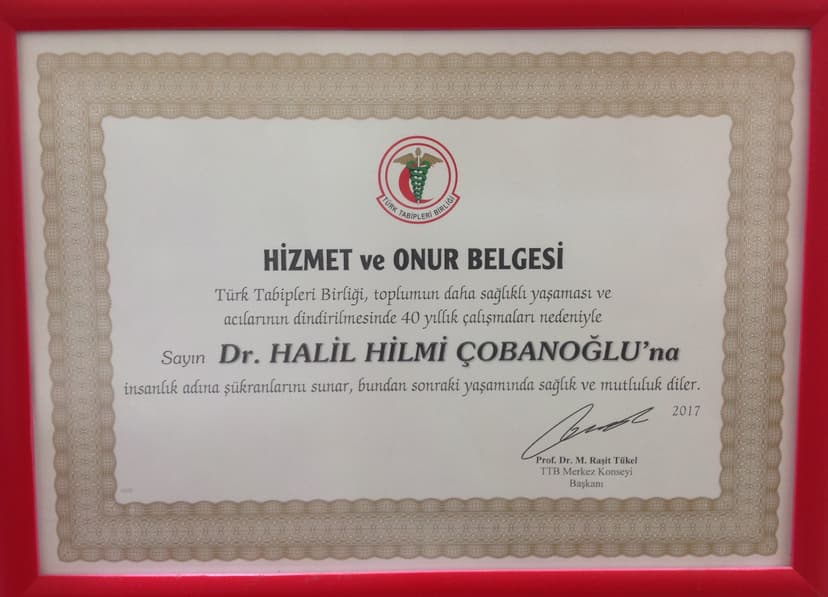 TÜRK TABİPLERİ BİRLİĞİ
HİZMET ve ONUR BELGESİ
Türk Tabipleri Birliği, toplumun daha sağlıklı yaşaması ve
acılarının dindirilmesinde 40 yıllık çalışmaları nedeniyle
Sayın Dr. HALİL HİLMİ ÇOBANOĞLU'na
insanlık adına şükranlarını sunar, bundan sonraki yaşamında sağlık ve mutluluk diler.
2017
Prof. Dr. M. Raşit Tükel
TTB Merkez Konseyi
Başkanı